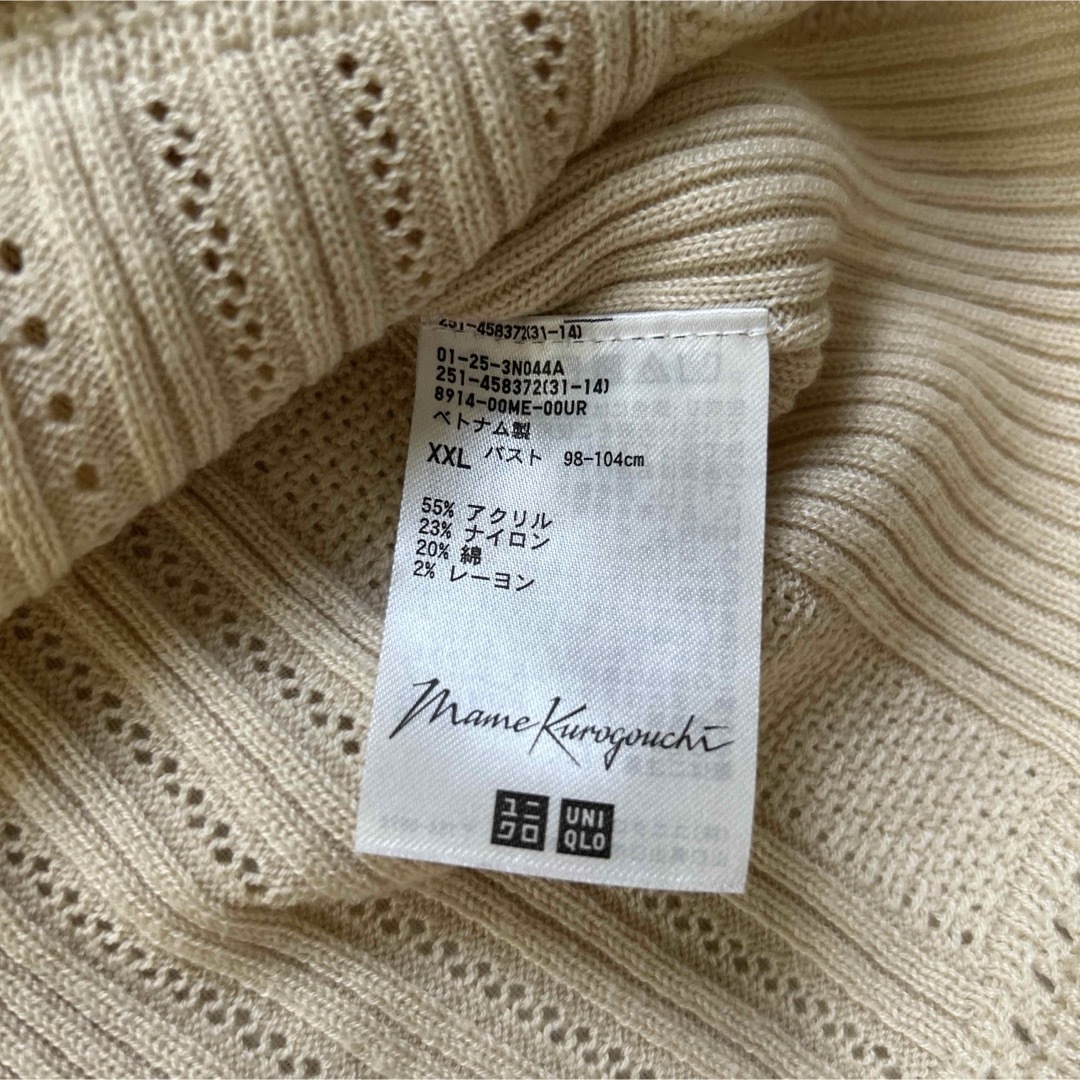 251-458372(31-14)
01-25-3N044A
251-458372(31-14)
8914-00ME-00UR
ベトナム製
XXL バスト 98-104cm
55% アクリル
23% ナイロン
20% 綿
2% レーヨン
Mame Kurogouchi
ユニ
クロ
UNI
QLO